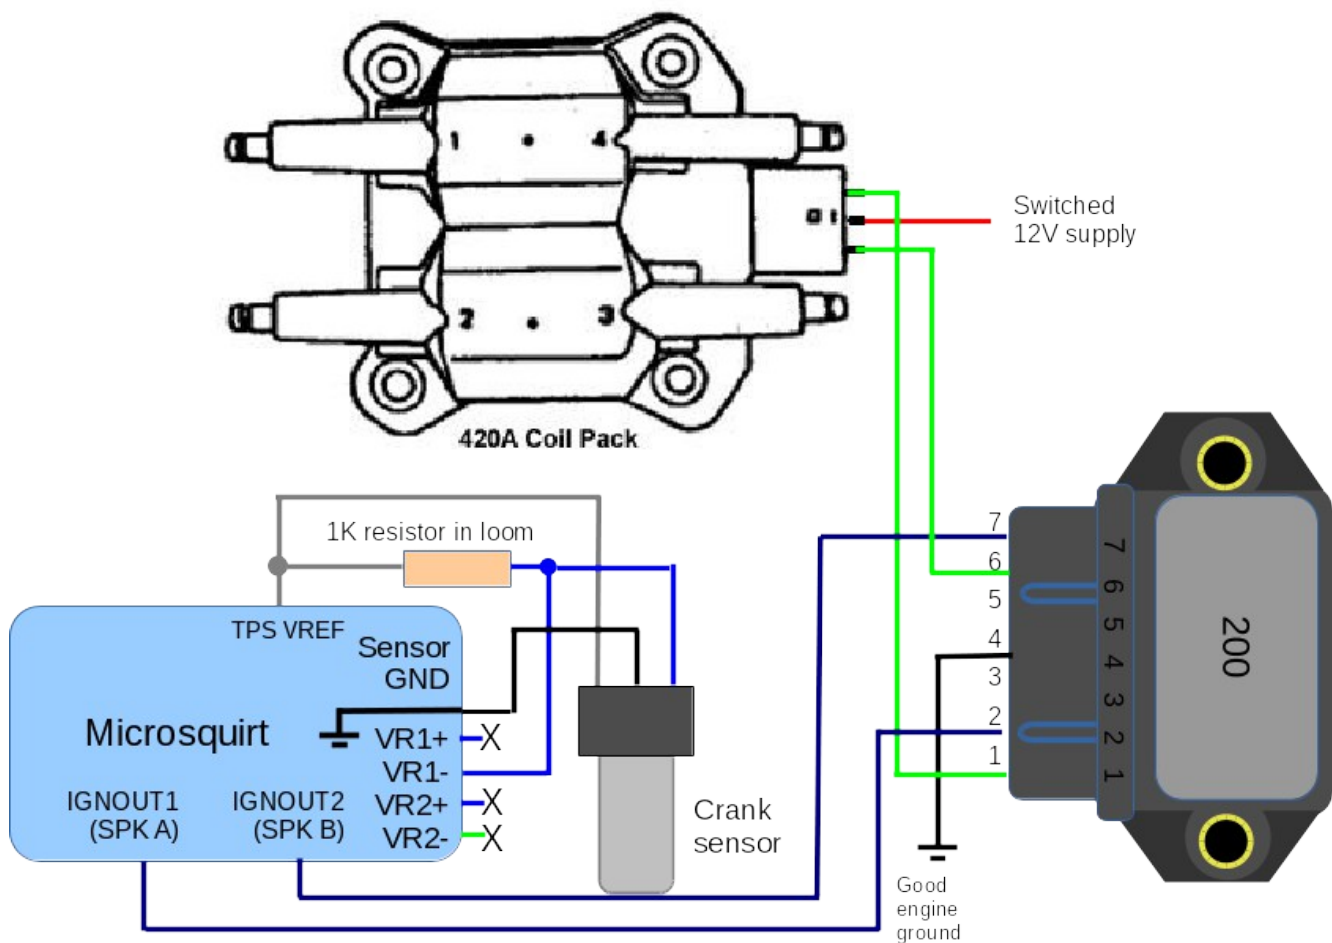 1 4
D 1
2 3
420A Coil Pack
Switched
12V supply
1K resistor in loom
TPS VREF
Sensor
GND
Microsquirt
VR1+ X
VR1-
VR2+ X
VR2- X
IGNOUT1
(SPK A)
IGNOUT2
(SPK B)
Crank
sensor
7
6
5
4
3
2
1
7
6
5
4
3
2
1
200
Good
engine
ground